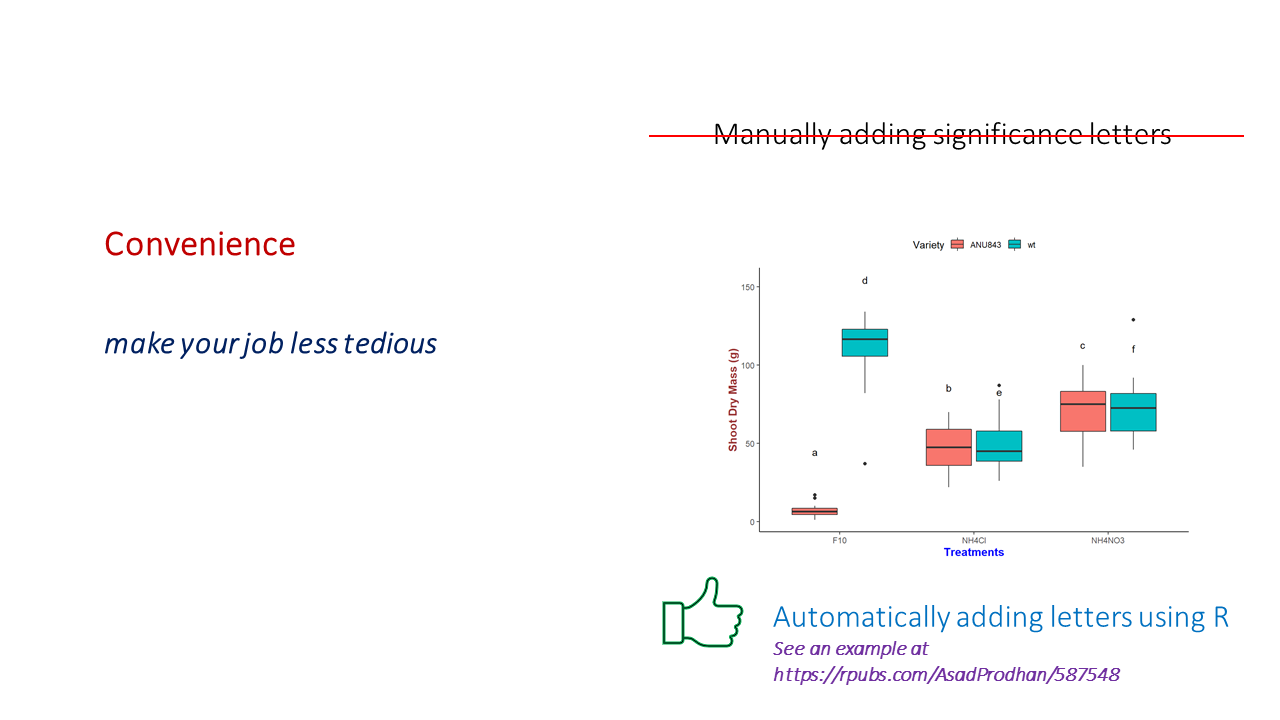 Manually adding significance letters
Convenience
make your job less tedious
Variety ANU843 wt
150
100
50
0
Shoot Dry Mass (g)
d
c
f
b
e
a
F10 NH4Cl NH4NO3
Treatments
Automatically adding letters using R
See an example at
https://rpubs.com/AsadProdhan/587548